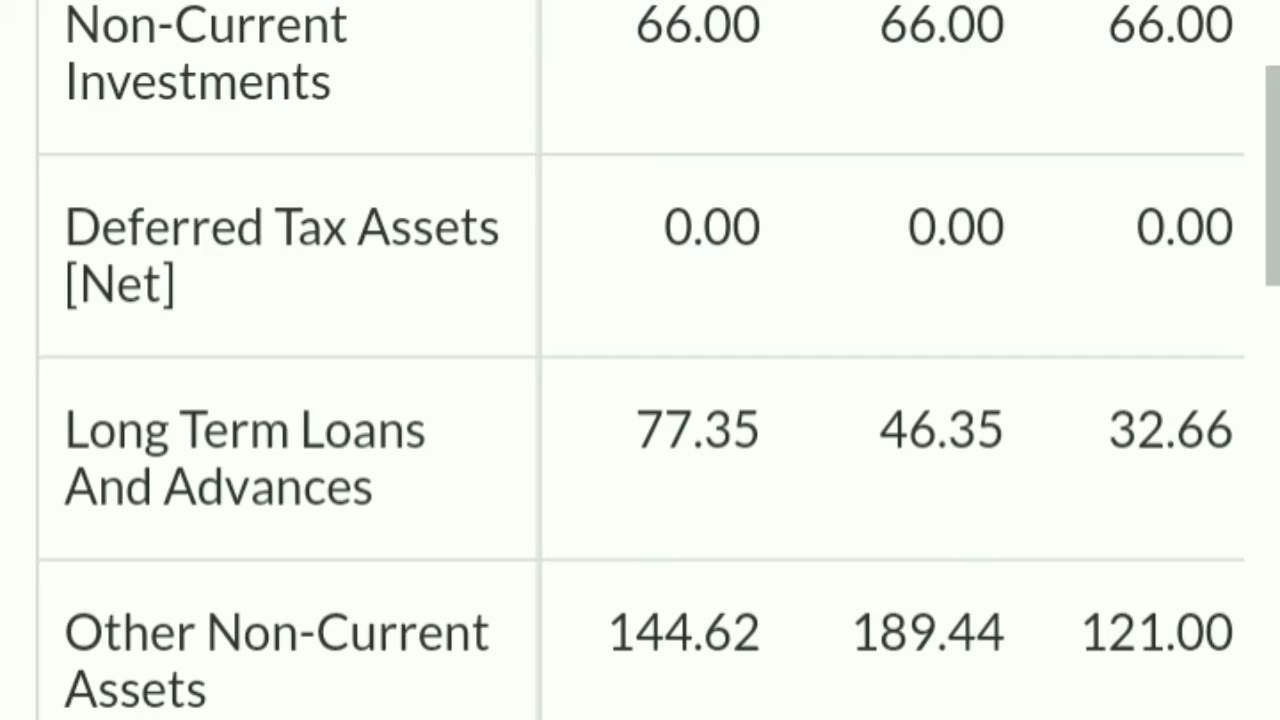 Non-Current 66.00 66.00 66.00
Investments
Deferred Tax Assets 0.00 0.00 0.00
[Net]
Long Term Loans 77.35 46.35 32.66
And Advances
Other Non-Current 144.62 189.44 121.00
Assets